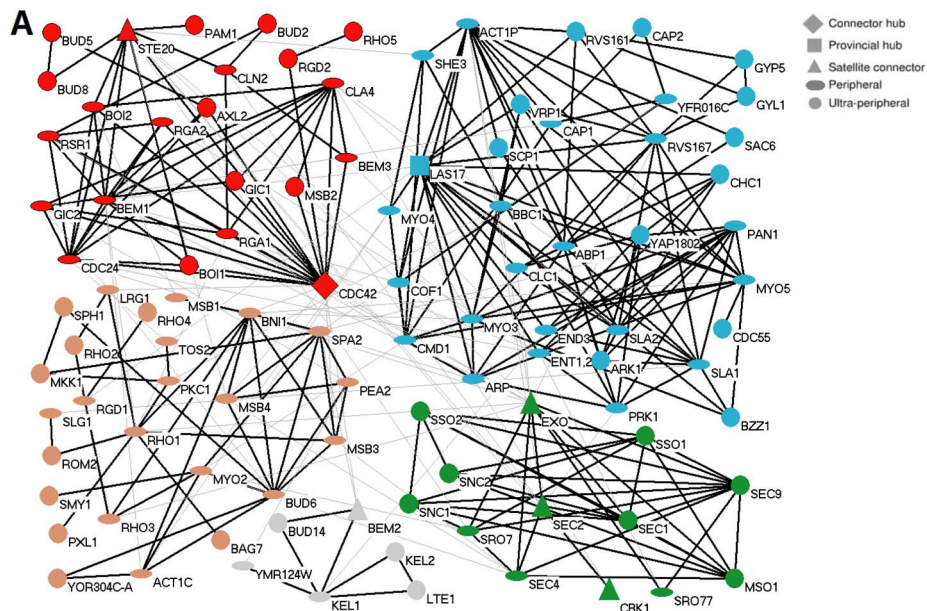 A
Connector hub
Provincial hub
Satellite connector
Peripheral
Ultra-peripheral
BUD5
STE20
PAM1
BUD2
RHO5
BUD8
CLN2
RGD2
CLA4
BOI2
AXL2
RGA2
RSR1
BEM3
GIC1
MSB2
GIC2
BEM1
RGA1
CDC24
BOI1
CDC42
ACT1P
SHE3
RVS161
CAP2
GYP5
GYL1
YFR016C
VRP1
CAP1
SCP1
RVS167
SAC6
LAS17
CHC1
MYO4
BBC1
YAP1802
PAN1
ABP1
CLC1
COF1
MYO5
MYO3
END3
SLA2
CDC55
CMD1
ENT1,2
ARK1
SLA1
ARP
PRK1
BZZ1
LRG1
MSB1
SPH1
RHO4
BNI1
SPA2
RHO2
TOS2
MKK1
PKC1
PEA2
RGD1
MSB4
SLG1
RHO1
MSB3
ROM2
MYO2
SMY1
BUD6
RHO3
PXL1
BAG7
YOR304C-A
ACT1C
BUD14
BEM2
YMR124W
KEL2
KEL1
LTE1
SSO2
EXO
SSO1
SNC2
SEC9
SNC1
SEC2
SEC1
SRO7
SEC4
MSO1
CBK1
SRO77